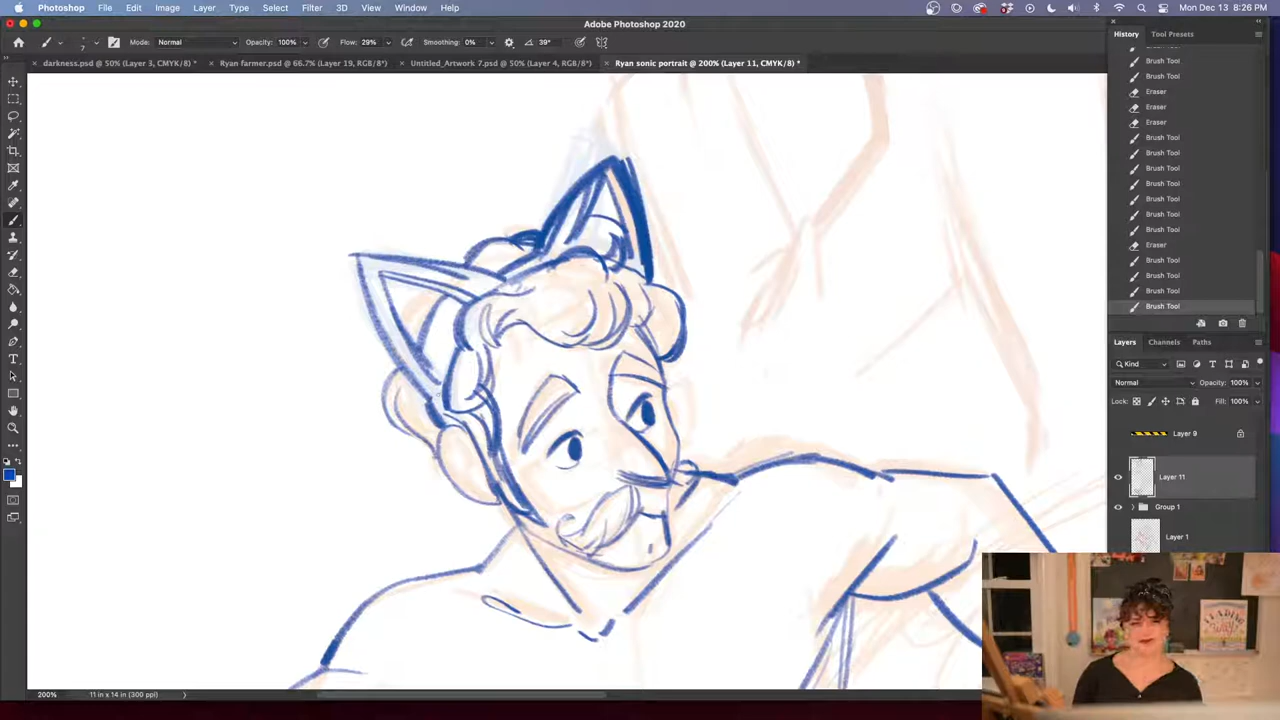 Photoshop File Edit Image Layer Type Select Filter 3D View Window Help Mon Dec 13 8:26 PM
Adobe Photoshop 2020
Mode: Normal Opacity: 100% Flow: 29% Smoothing: 0% 39°
darkness.psd @ 50% (Layer 3, CMYK/8) * Ryan farmer.psd @ 66.7% (Layer 19, RGB/8*) Untitled_Artwork 7.psd @ 50% (Layer 4, RGB/8*) Ryan sonic portrait @ 200% (Layer 11, CMYK/8) *
History Tool Presets
Brush Tool
Brush Tool
Eraser
Eraser
Eraser
Brush Tool
Brush Tool
Brush Tool
Brush Tool
Brush Tool
Brush Tool
Brush Tool
Eraser
Brush Tool
Brush Tool
Brush Tool
Brush Tool
Layers Channels Paths
Kind
Normal Opacity: 100%
Lock: Fill: 100%
Layer 9
Layer 11
Group 1
Layer 1
200% 11 in x 14 in (300 ppi)